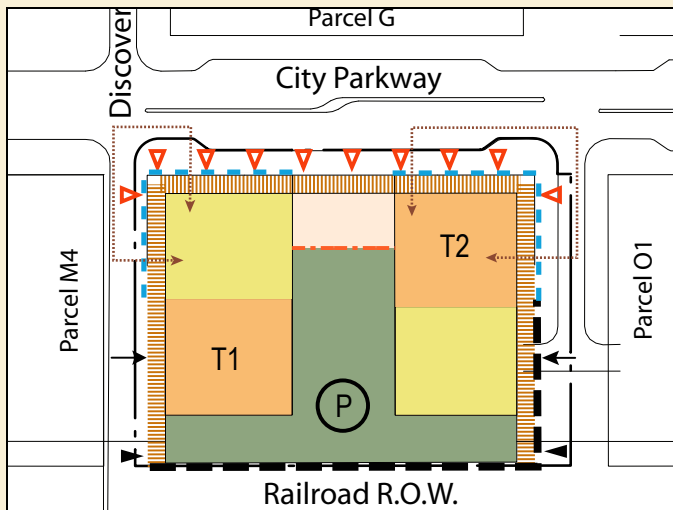 Parcel G
City Parkway
Discover
Parcel M4
T2
Parcel O1
T1
P
Railroad R.O.W.